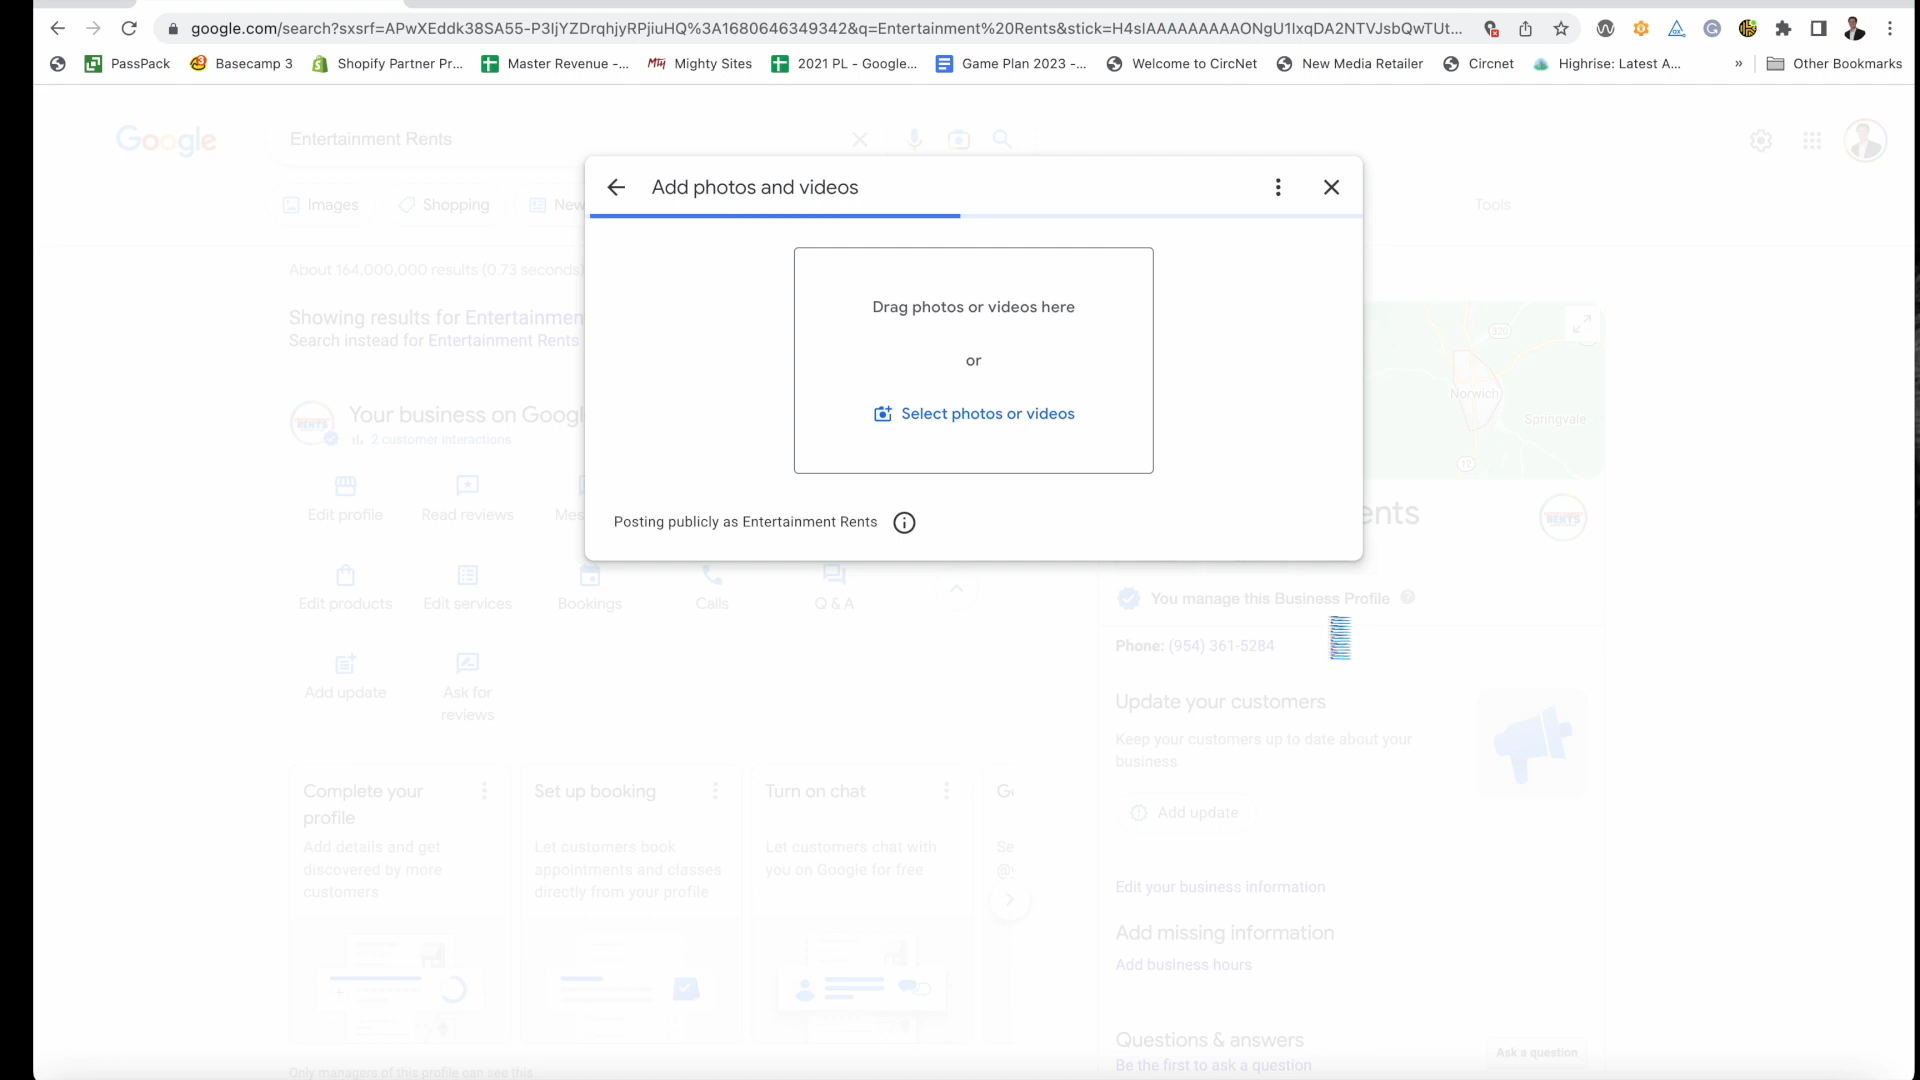 google.com/search?sxsrf=APwXEddk38SA55-P3IjYZDrqhjyRPjiuHQ%3A1680646349342&q=Entertainment%20Rents&stick=H4sIAAAAAAAAAONgU1IxqDA2NTVJsbQwTUt...
PassPack
Basecamp 3
Shopify Partner Pr...
Master Revenue -...
Mighty Sites
2021 PL - Google...
Game Plan 2023 -...
Welcome to CircNet
New Media Retailer
Circnet
Highrise: Latest A...
»
Other Bookmarks
Google
Entertainment Rents
Images
Shopping
New
Tools
Add photos and videos
Drag photos or videos here
or
Select photos or videos
Posting publicly as Entertainment Rents
About 164,000,000 results (0.73 seconds)
Showing results for Entertainmen
Search instead for Entertainment Rents
RENTS
Your business on Googl
2 customer interactions
Edit profile
Read reviews
Mes
Edit products
Edit services
Bookings
Calls
Q & A
Add update
Ask for
reviews
Complete your
profile
Add details and get
discovered by more
customers
Set up booking
Let customers book
appointments and classes
directly from your profile
Turn on chat
Let customers chat with
you on Google for free
Se
Only managers of this profile can see this
320
Norwich
Springvale
12
ents
RENTS
You manage this Business Profile
Phone: (954) 361-5284
Update your customers
Keep your customers up to date about your
business
Add update
Edit your business information
Add missing information
Add business hours
Questions & answers
Be the first to ask a question
Ask a question